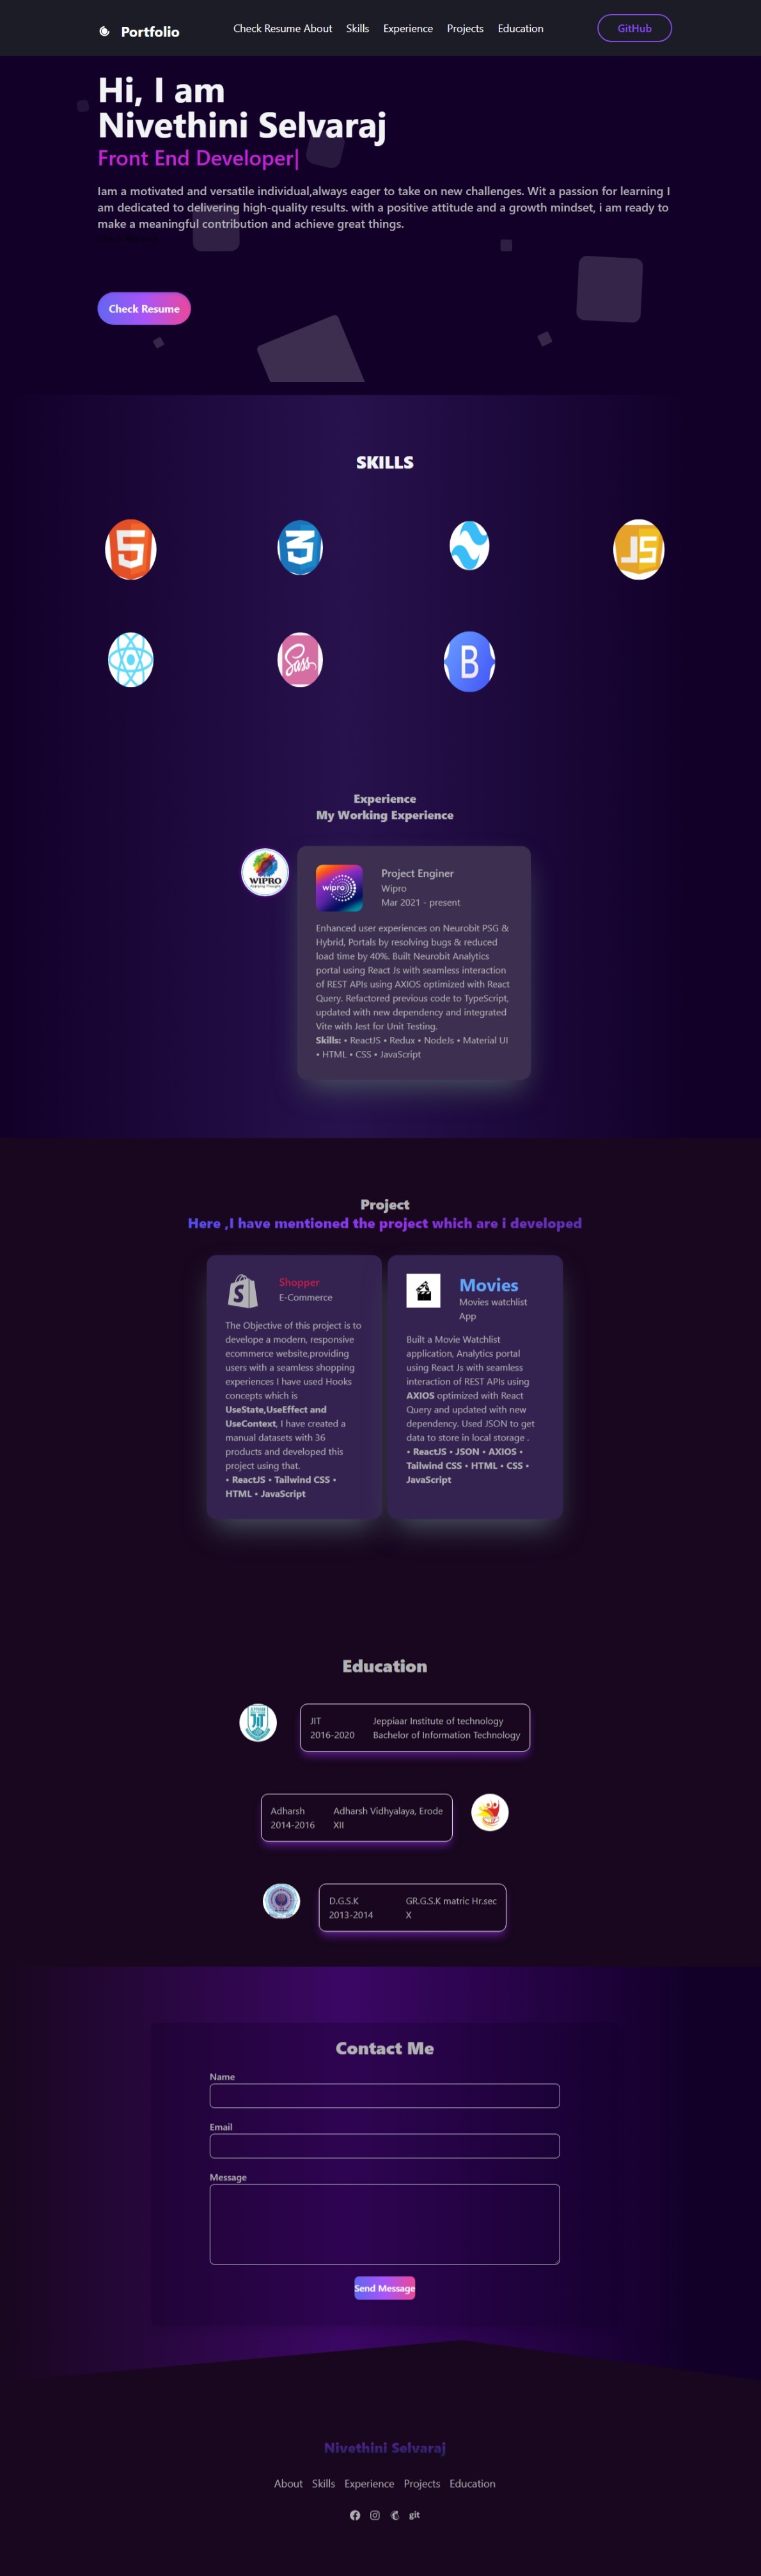 Portfolio
Check Resume About Skills Experience Projects Education
GitHub
Hi, I am
Nivethini Selvaraj
Front End Developer|
Iam a motivated and versatile individual,always eager to take on new challenges. Wit a passion for learning I
am dedicated to delivering high-quality results. with a positive attitude and a growth mindset, i am ready to
make a meaningful contribution and achieve great things.
Check Resume
SKILLS
5
3
JS
Sass
B
Experience
My Working Experience
WIPRO
Applying Thought
wipro
Project Enginer
Wipro
Mar 2021 - present
Enhanced user experiences on Neurobit PSG &
Hybrid, Portals by resolving bugs & reduced
load time by 40%. Built Neurobit Analytics
portal using React Js with seamless interaction
of REST APIs using AXIOS optimized with React
Query. Refactored previous code to TypeScript,
updated with new dependency and integrated
Vite with Jest for Unit Testing.
Skills: • ReactJS • Redux • NodeJs • Material UI
• HTML • CSS • JavaScript
Project
Here ,I have mentioned the project which are i developed
S
Shopper
E-Commerce
The Objective of this project is to
develope a modern, responsive
ecommerce website,providing
users with a seamless shopping
experiences I have used Hooks
concepts which is
UseState,UseEffect and
UseContext, I have created a
manual datasets with 36
products and developed this
project using that.
• ReactJS • Tailwind CSS •
HTML • JavaScript
Movies
Movies watchlist
App
Built a Movie Watchlist
application, Analytics portal
using React Js with seamless
interaction of REST APIs using
AXIOS optimized with React
Query and updated with new
dependency. Used JSON to get
data to store in local storage .
• ReactJS • JSON • AXIOS •
Tailwind CSS • HTML • CSS •
JavaScript
Education
JIT
JIT
2016-2020
Jeppiaar Institute of technology
Bachelor of Information Technology
Adharsh
2014-2016
Adharsh Vidhyalaya, Erode
XII
D.G.S.K
2013-2014
GR.G.S.K matric Hr.sec
X
Contact Me
Name
Email
Message
Send Message
Nivethini Selvaraj
About Skills Experience Projects Education
git